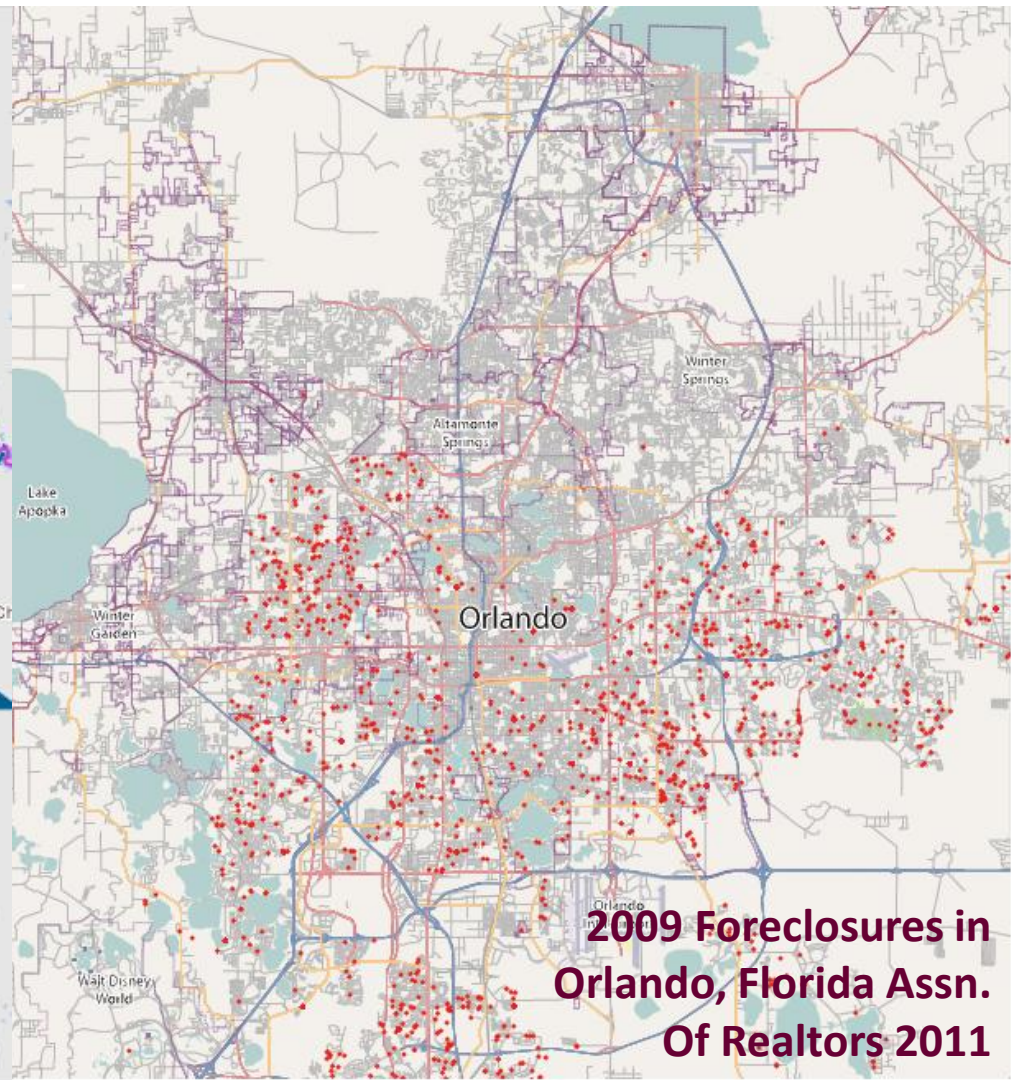 Winter
Springs
Altamonte
Springs
Lake
Apopka
Winter
Garden
Orlando
Orlando
Walt Disney
World
2009 Foreclosures in
Orlando, Florida Assn.
Of Realtors 2011